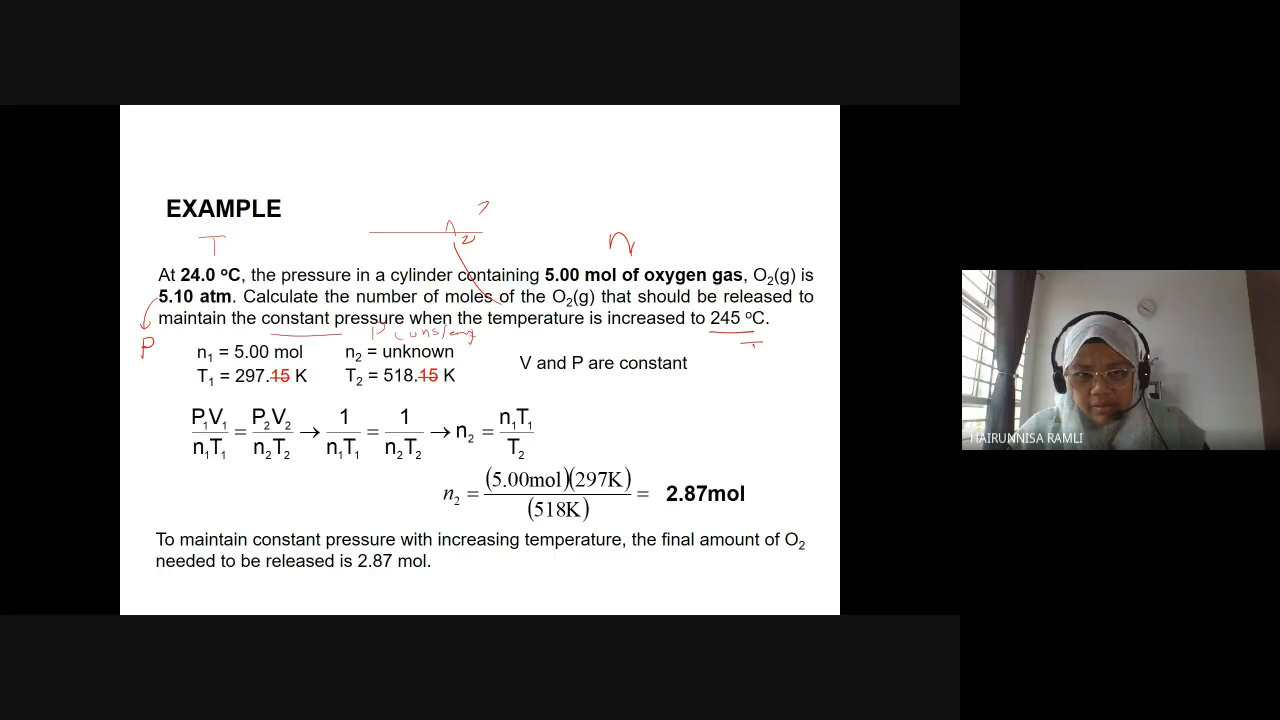 EXAMPLE
T
n₂
n
At 24.0 °C, the pressure in a cylinder containing 5.00 mol of oxygen gas, O₂(g) is
5.10 atm. Calculate the number of moles of the O₂(g) that should be released to
maintain the constant pressure when the temperature is increased to 245 °C.
P
P constant
T
n₁ = 5.00 mol n₂ = unknown
V and P are constant
T₁ = 297.15 K T₂ = 518.15 K
P₁V₁/n₁T₁ = P₂V₂/n₂T₂ → 1/n₁T₁ = 1/n₂T₂ → n₂ = n₁T₁/T₂
n₂ = (5.00mol)(297K)/(518K) = 2.87mol
To maintain constant pressure with increasing temperature, the final amount of O₂
needed to be released is 2.87 mol.
HAIRUNNISA RAMLI